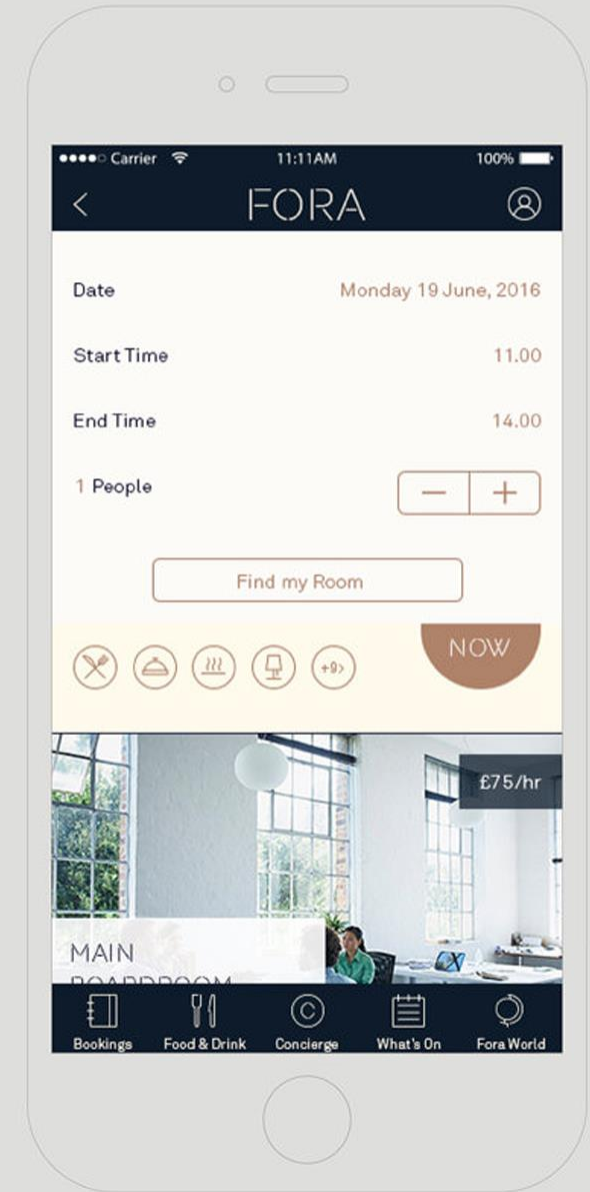 Carrier 11:11AM 100%
FORA
Date Monday 19 June, 2016
Start Time 11.00
End Time 14.00
1 People − +
Find my Room
+9>
NOW
£75/hr
MAIN
BOARDROOM
C
Bookings Food & Drink Concierge What's On Fora World